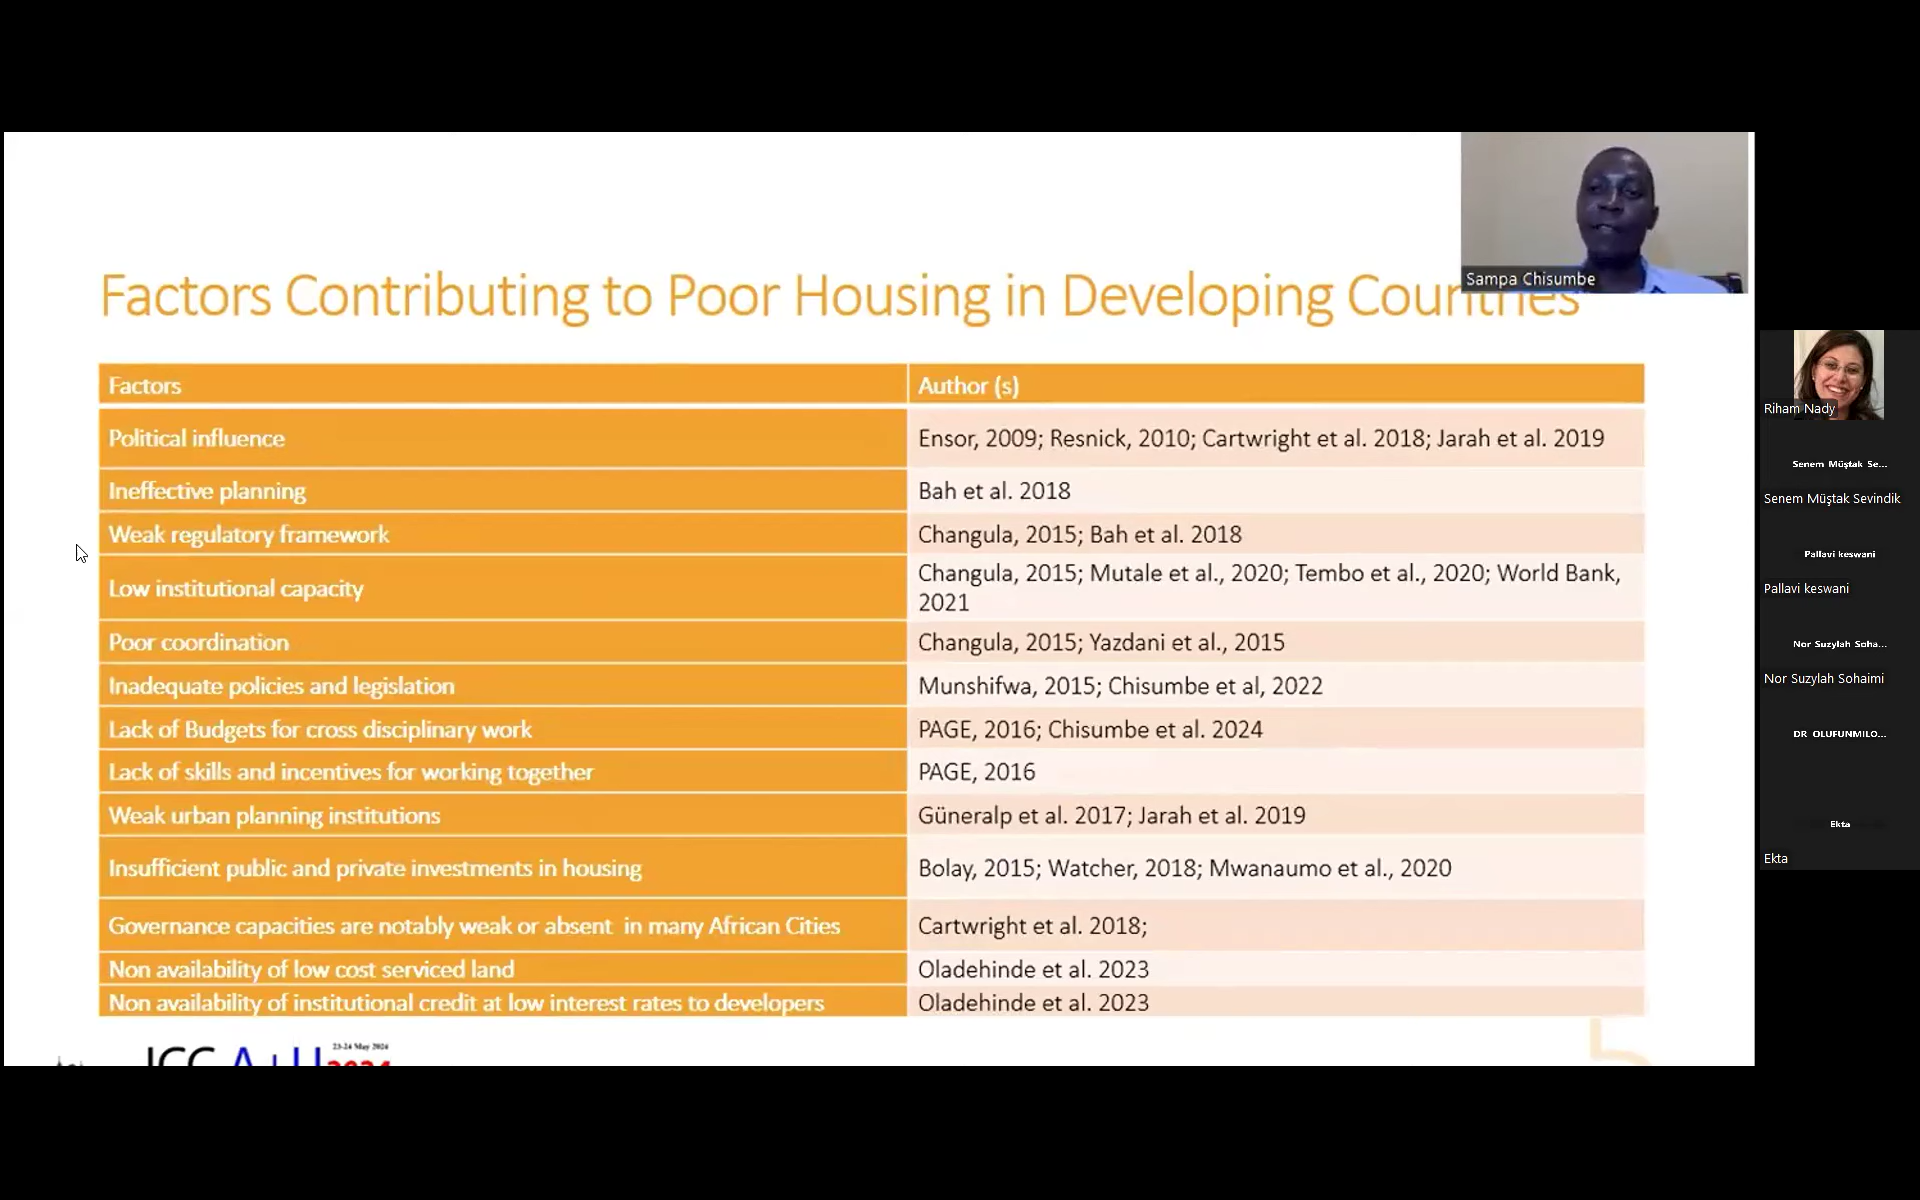 Sampa Chisumbe
Factors Contributing to Poor Housing in Developing Countries
Factors Author (s)
Political influence Ensor, 2009; Resnick, 2010; Cartwright et al. 2018; Jarah et al. 2019
Ineffective planning Bah et al. 2018
Weak regulatory framework Changula, 2015; Bah et al. 2018
Low institutional capacity Changula, 2015; Mutale et al., 2020; Tembo et al., 2020; World Bank,
2021
Poor coordination Changula, 2015; Yazdani et al., 2015
Inadequate policies and legislation Munshifwa, 2015; Chisumbe et al, 2022
Lack of Budgets for cross disciplinary work PAGE, 2016; Chisumbe et al. 2024
Lack of skills and incentives for working together PAGE, 2016
Weak urban planning institutions Güneralp et al. 2017; Jarah et al. 2019
Insufficient public and private investments in housing Bolay, 2015; Watcher, 2018; Mwanaumo et al., 2020
Governance capacities are notably weak or absent in many African Cities Cartwright et al. 2018;
Non availability of low cost serviced land Oladehinde et al. 2023
Non availability of institutional credit at low interest rates to developers Oladehinde et al. 2023
23-24 May 2024
2024
5
Riham Nady
Senem Müştak Se...
Senem Müştak Sevindik
Pallavi keswani
Pallavi keswani
Nor Suzylah Soha...
Nor Suzylah Sohaimi
DR OLUFUNMILO...
Ekta
Ekta